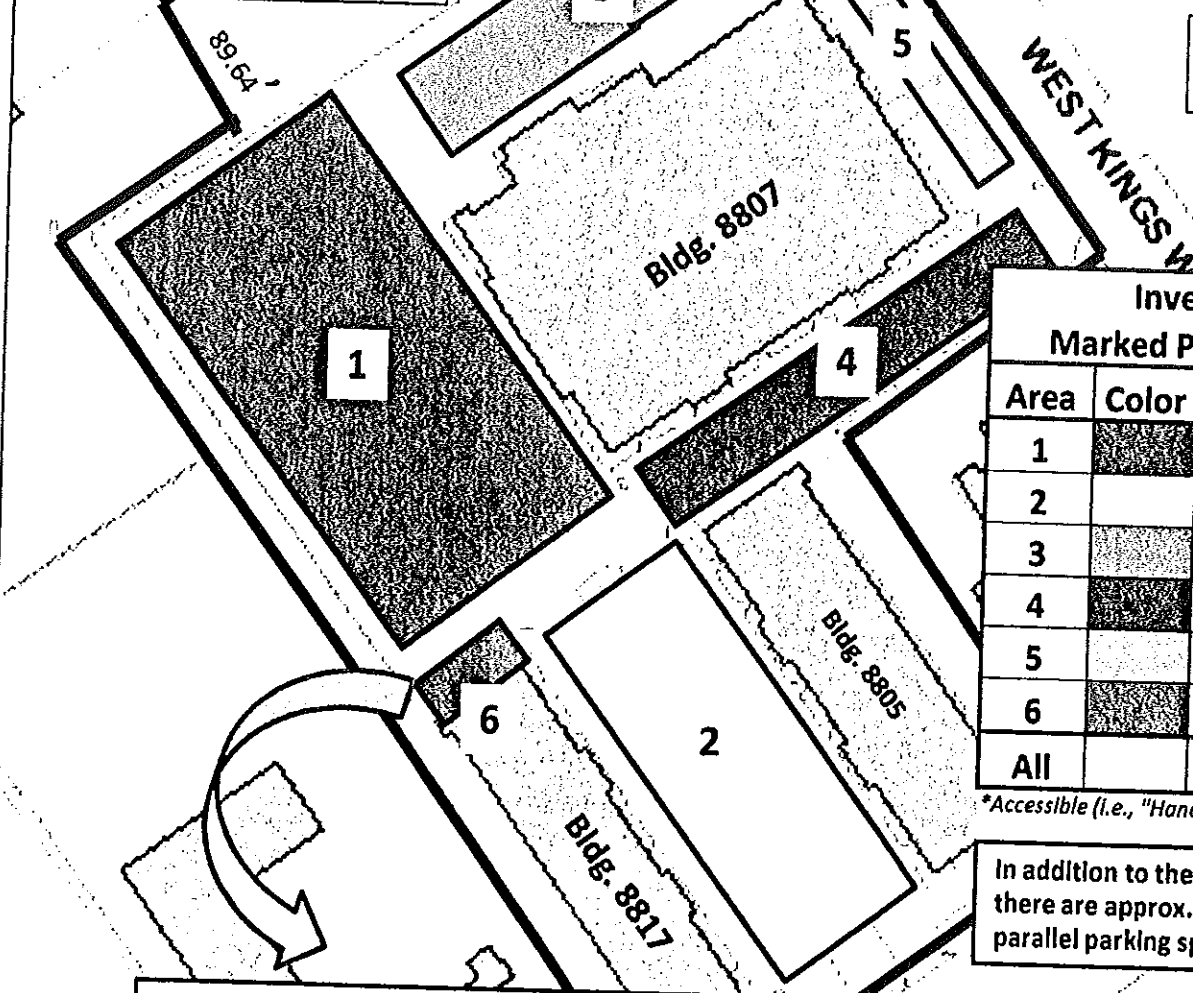 89.64 '
5
WEST KINGS
Bldg. 8807
1
4
6
2
Bldg. 8805
Bldg. 8817
Inve
Marked P
Area Color
1
2
3
4
5
6
All
*Accessible (i.e., "Hand
In addition to the
there are approx.
parallel parking sp